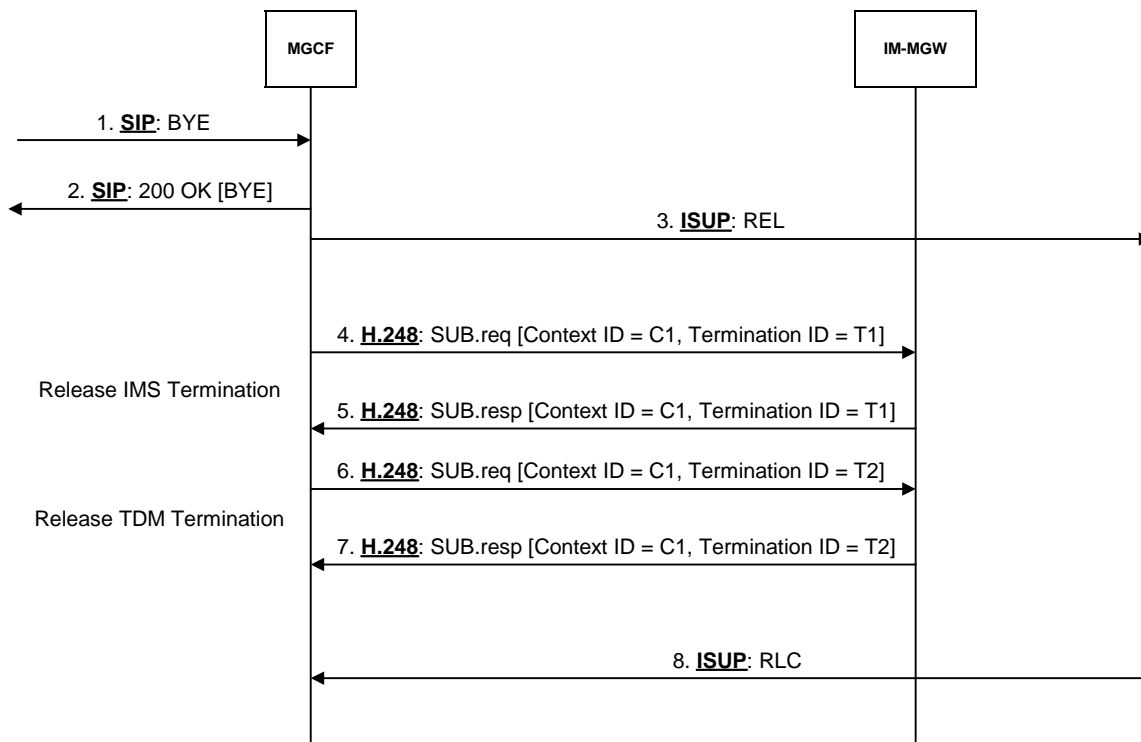 MGCF
IM-MGW
1. SIP: BYE
2. SIP: 200 OK [BYE]
3. ISUP: REL
4. H.248: SUB.req [Context ID = C1, Termination ID = T1]
Release IMS Termination
5. H.248: SUB.resp [Context ID = C1, Termination ID = T1]
6. H.248: SUB.req [Context ID = C1, Termination ID = T2]
Release TDM Termination
7. H.248: SUB.resp [Context ID = C1, Termination ID = T2]
8. ISUP: RLC